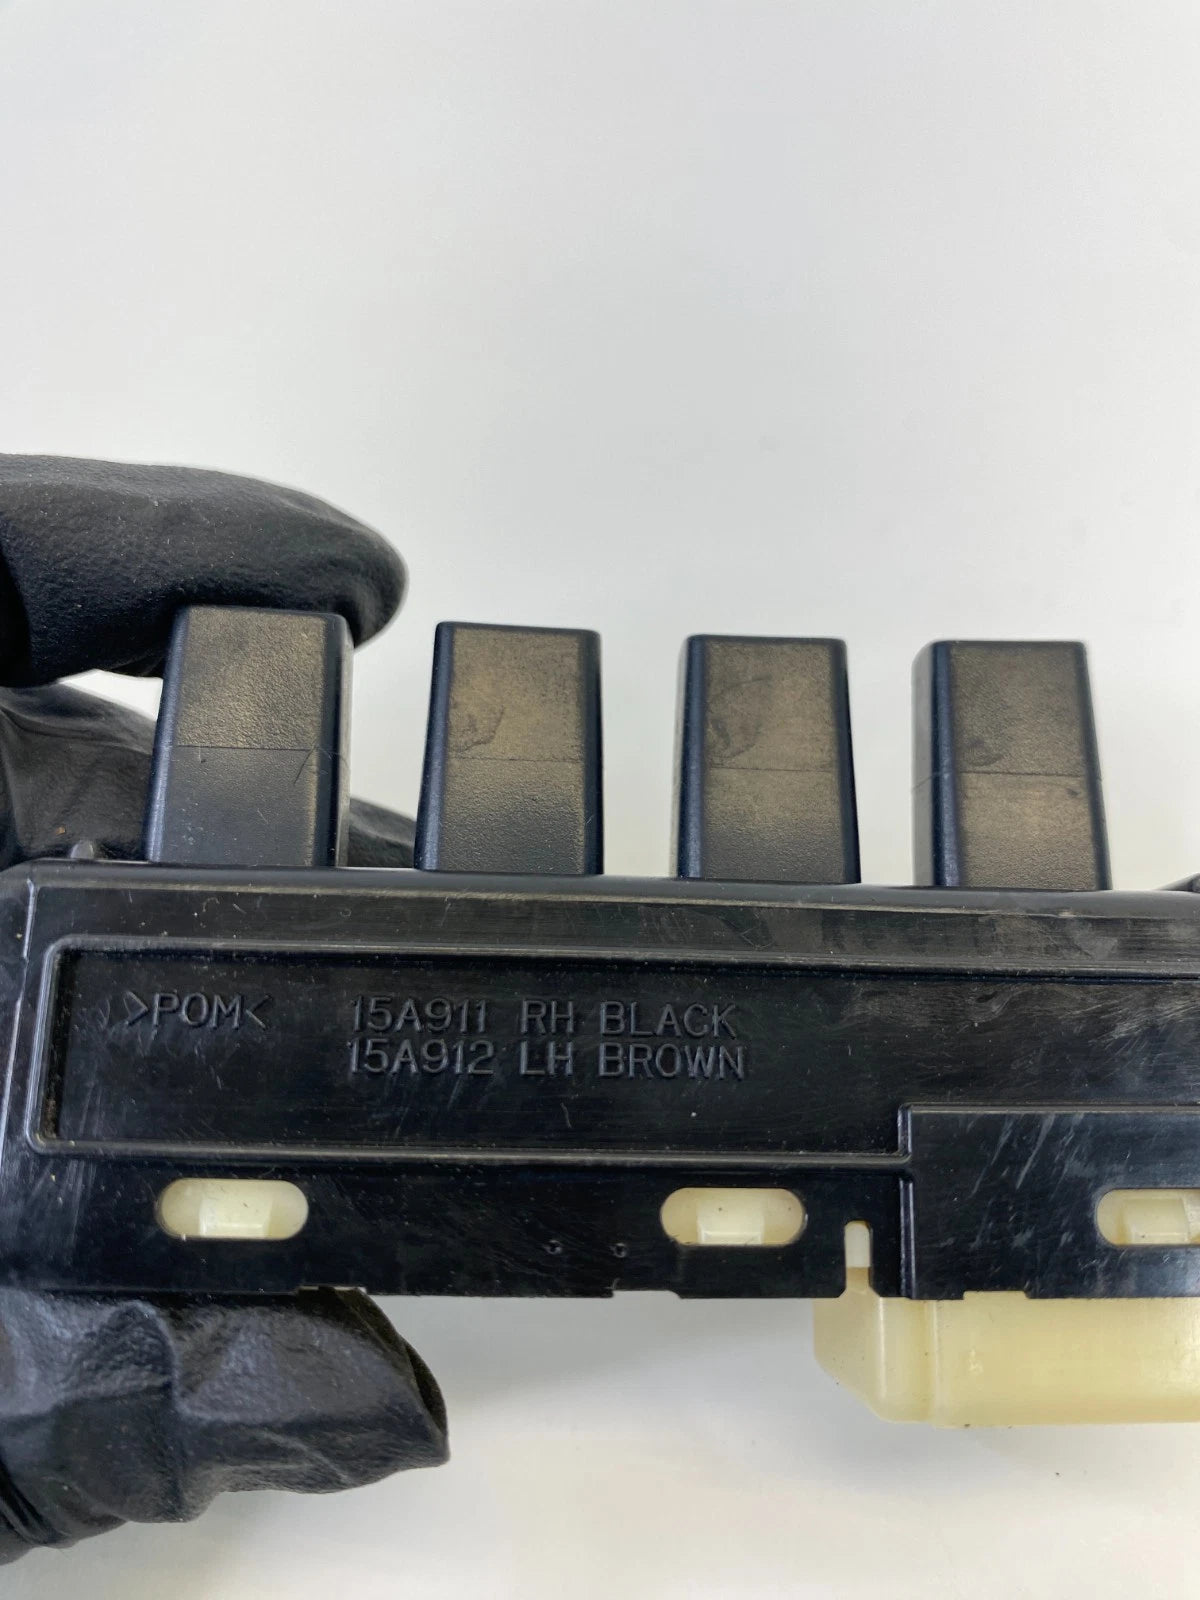 >POM<
15A911 RH BLACK
15A912 LH BROWN